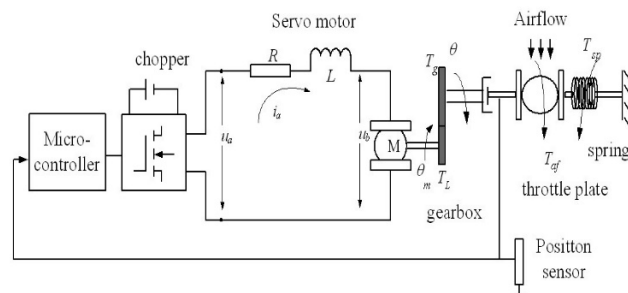 Servo motor
Airflow
chopper
R
L
T_g
θ
T_sp
i_a
u_a
u_b
M
Micro-
controller
θ_m
T_L
T_af
spring
throttle plate
gearbox
Positton
sensor